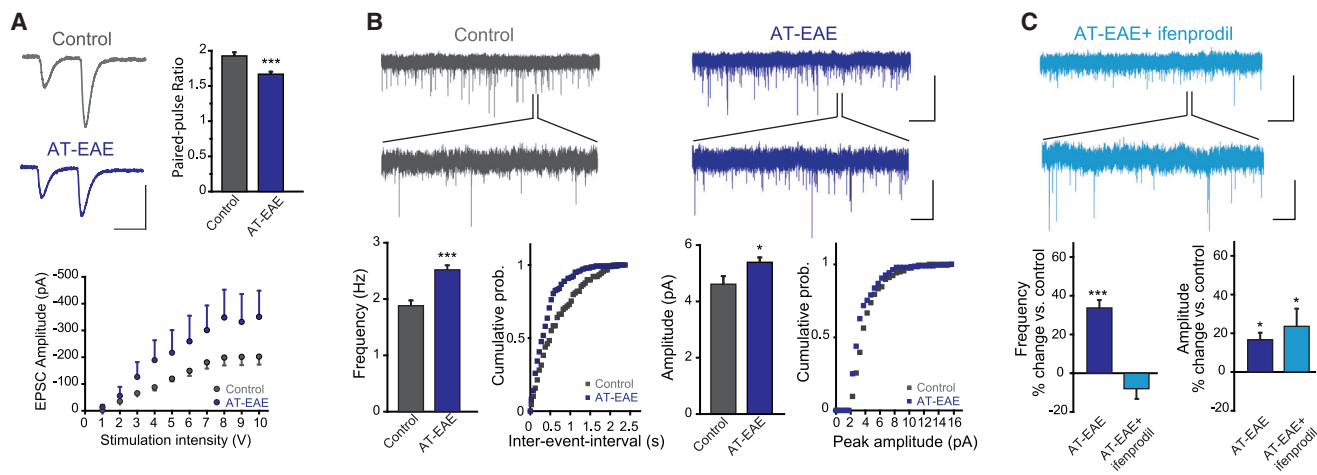 A
Control
AT-EAE
Paired-pulse Ratio
2
1.5
1
0.5
0
***
Control
AT-EAE
EPSC Amplitude (pA)
-500
-400
-300
-200
-100
0
1 2 3 4 5 6 7 8 9 10
Stimulation intensity (V)
Control
AT-EAE
B
Control
AT-EAE
Frequency (Hz)
3
2
1
0
***
Control
AT-EAE
Cumulative prob.
1
0.5
0
0 0.5 1 1.5 2 2.5
Inter-event-interval (s)
Control
AT-EAE
Amplitude (pA)
6
4
2
0
*
Control
AT-EAE
Cumulative prob.
1
0.5
0
0 2 4 6 8 10 12 14 16
Peak amplitude (pA)
Control
AT-EAE
C
AT-EAE+ ifenprodil
Frequency
% change vs. control
60
40
20
0
-20
***
AT-EAE
AT-EAE+
ifenprodil
Amplitude
% change vs. control
60
40
20
0
-20
*
*
AT-EAE
AT-EAE+
ifenprodil